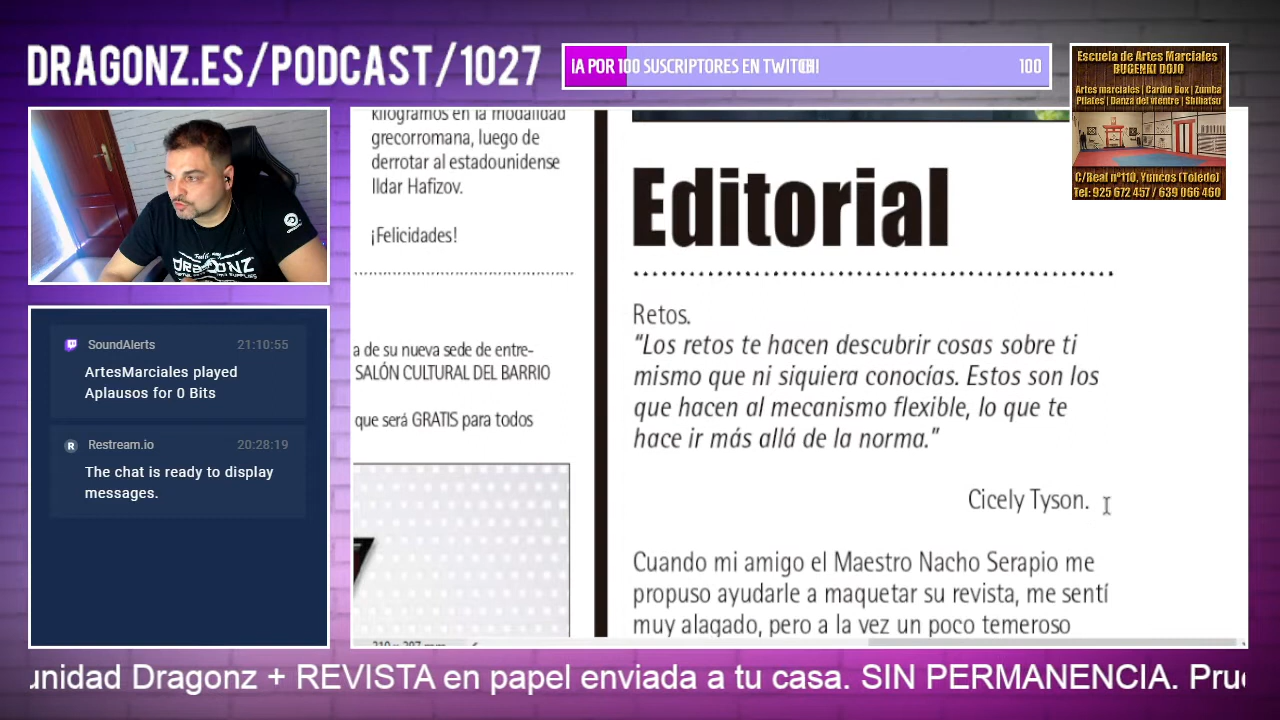 DRAGONZ.ES/PODCAST/1027
IA POR 100 SUSCRIPTORES EN TWITCH!
100
Escuela de Artes Marciales
BUGENKI DOJO
Artes marciales | Cardio Box | Zumba
Pilates | Danza del vientre | Shihatsu
C/Real nº110, Yuncos (Toledo)
Tel: 925 672 457 / 639 066 460
SoundAlerts 21:10:55
ArtesMarciales played
Aplausos for 0 Bits
Restream.io 20:28:19
The chat is ready to display
messages.
DRAGONZ
kilogramos en la modalidad
grecorromana, luego de
derrotar al estadounidense
Ildar Hafizov.
¡Felicidades!
a de su nueva sede de entre-
SALÓN CULTURAL DEL BARRIO
que será GRATIS para todos
Editorial
Retos.
“Los retos te hacen descubrir cosas sobre ti
mismo que ni siquiera conocías. Estos son los
que hacen al mecanismo flexible, lo que te
hace ir más allá de la norma.”
Cicely Tyson.
Cuando mi amigo el Maestro Nacho Serapio me
propuso ayudarle a maquetar su revista, me sentí
muy alagado, pero a la vez un poco temeroso
unidad Dragonz + REVISTA en papel enviada a tu casa. SIN PERMANENCIA. Prue